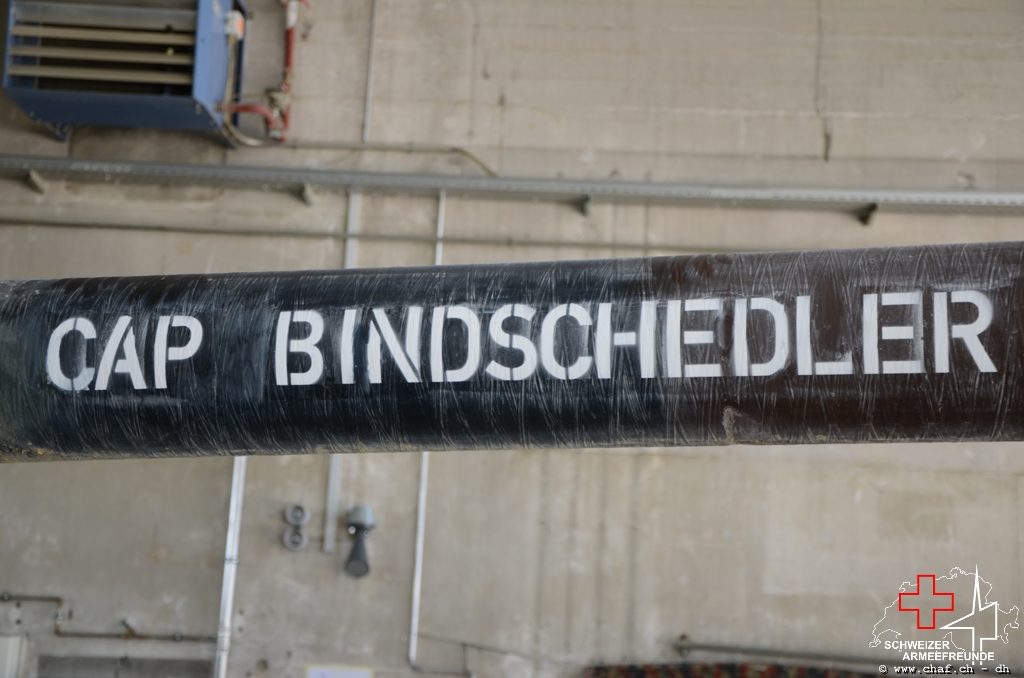 CAP BINDSCHEDLER
SCHWEIZER
ARMEEFREUNDE
© www.chaf.ch - dh